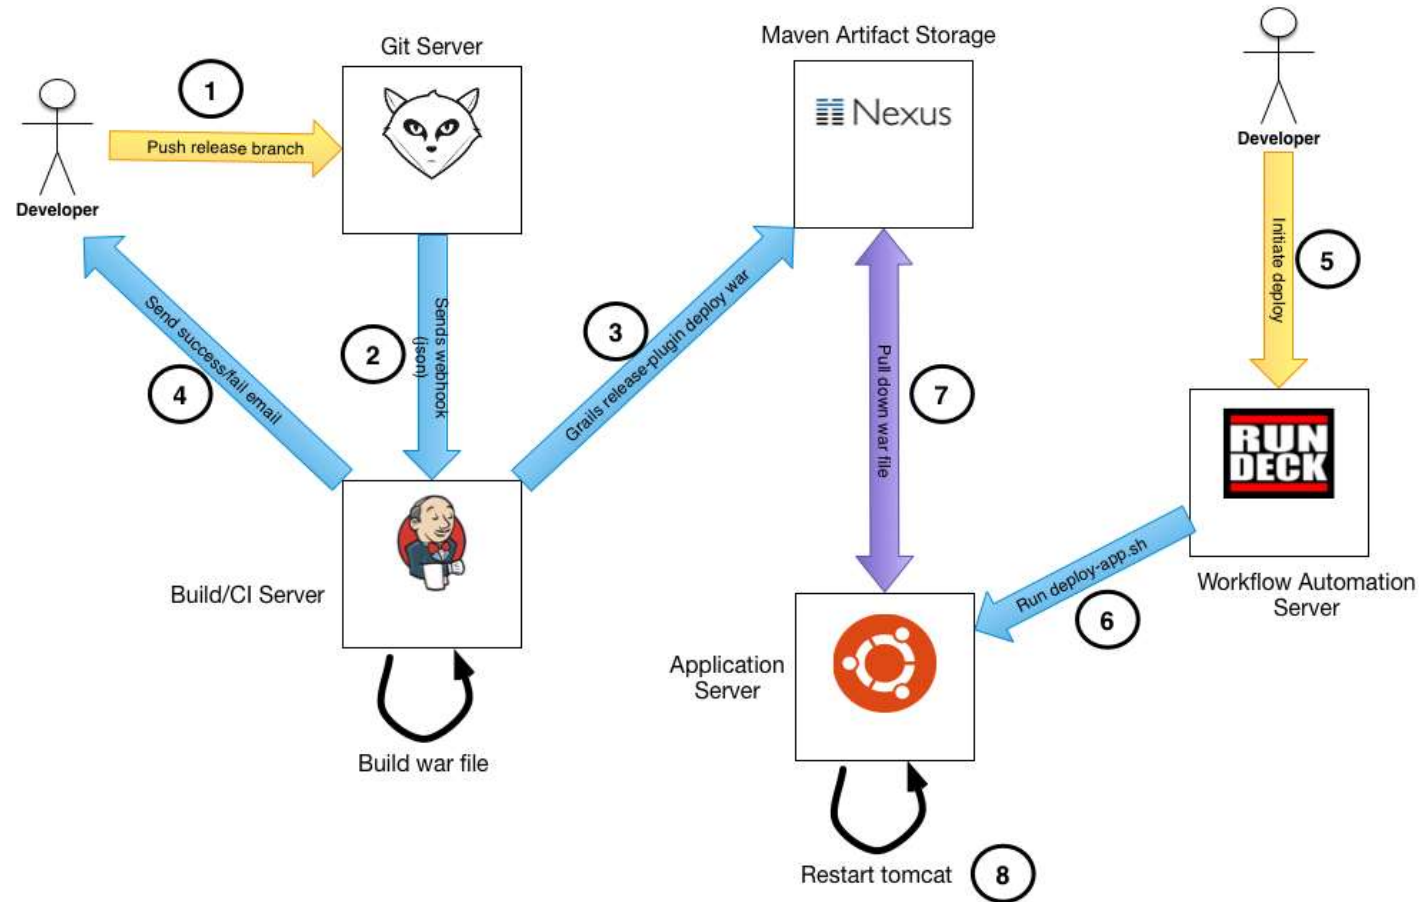 Git Server
Maven Artifact Storage
1
Push release branch
Developer
Nexus
Developer
Initiate deploy
5
2
Sends webhook
(json)
3
Grails release-plugin deploy war
4
Send success/fail email
7
Pull down war file
RUN
DECK
Workflow Automation
Server
Run deploy-app.sh
6
Build/CI Server
Build war file
Application
Server
Restart tomcat
8